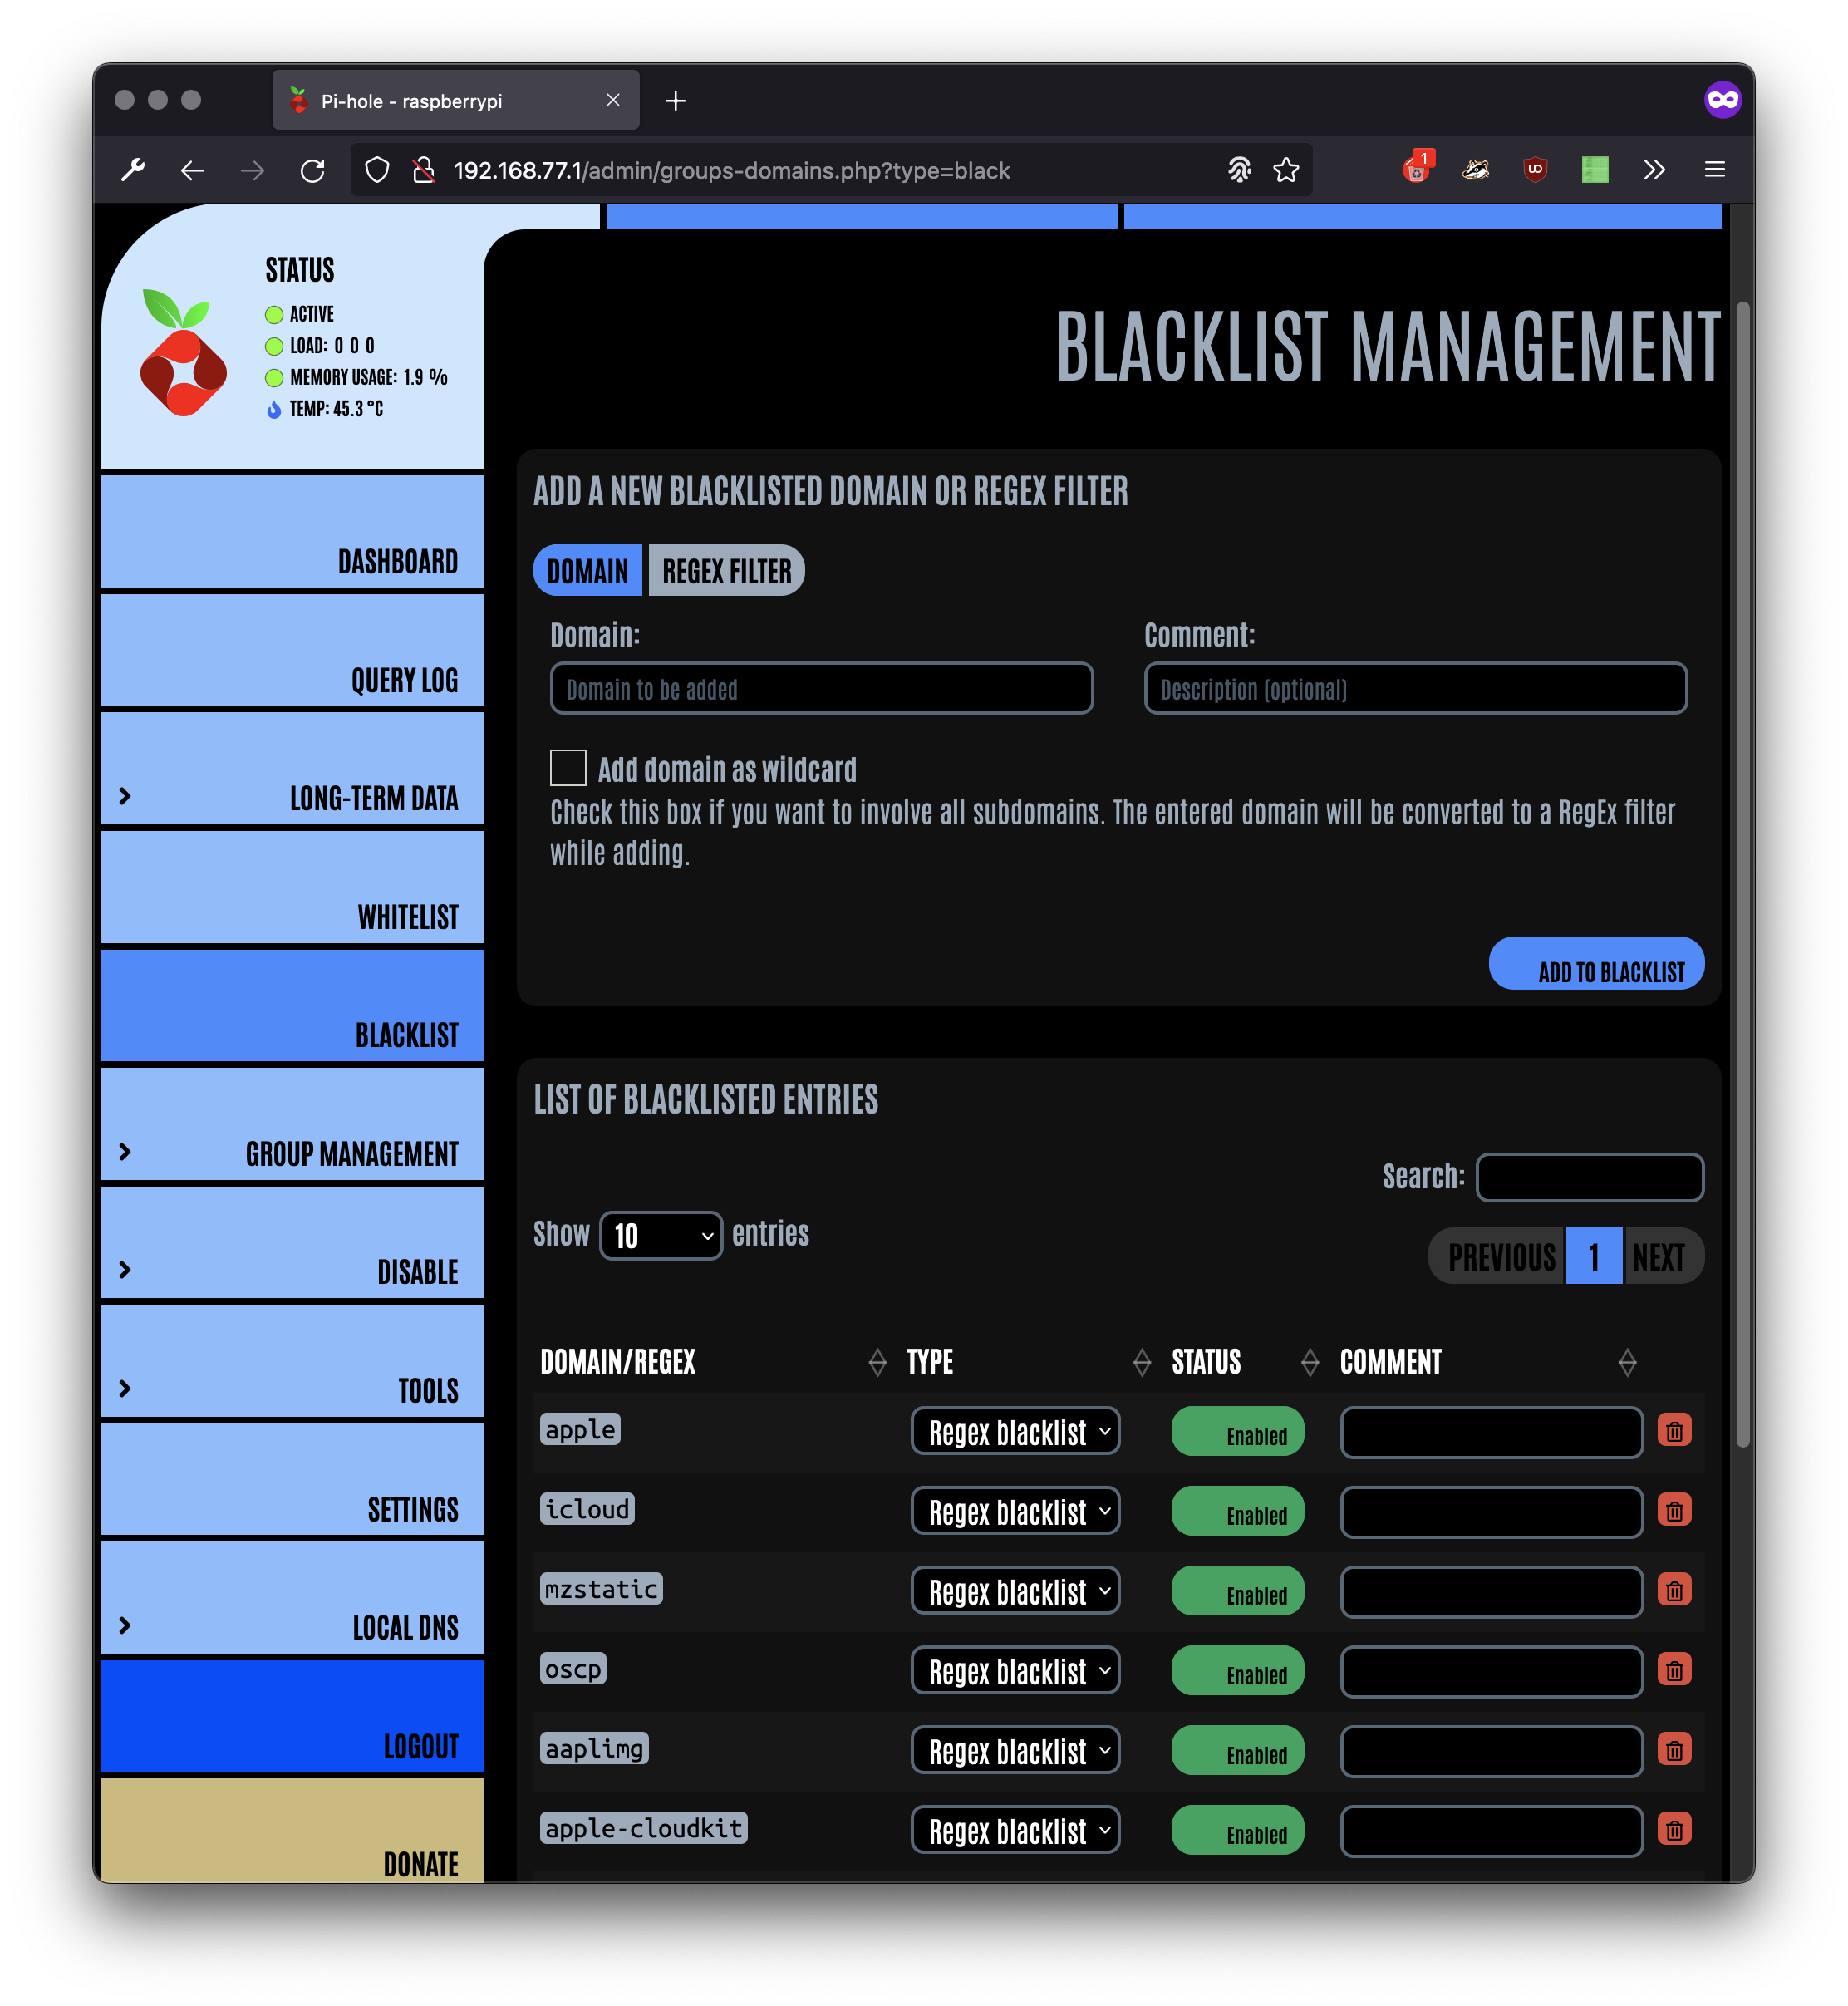 Pi-hole - raspberrypi
192.168.77.1/admin/groups-domains.php?type=black
1
uo
STATUS
ACTIVE
LOAD: 0 0 0
MEMORY USAGE: 1.9 %
TEMP: 45.3 °C
DASHBOARD
QUERY LOG
LONG-TERM DATA
WHITELIST
BLACKLIST
GROUP MANAGEMENT
DISABLE
TOOLS
SETTINGS
LOCAL DNS
LOGOUT
DONATE
BLACKLIST MANAGEMENT
ADD A NEW BLACKLISTED DOMAIN OR REGEX FILTER
DOMAIN REGEX FILTER
Domain: Comment:
Domain to be added Description (optional)
Add domain as wildcard
Check this box if you want to involve all subdomains. The entered domain will be converted to a RegEx filter
while adding.
ADD TO BLACKLIST
LIST OF BLACKLISTED ENTRIES
Search:
Show 10 entries
PREVIOUS 1 NEXT
DOMAIN/REGEX TYPE STATUS COMMENT
apple Regex blacklist Enabled
icloud Regex blacklist Enabled
mzstatic Regex blacklist Enabled
oscp Regex blacklist Enabled
aaplimg Regex blacklist Enabled
apple-cloudkit Regex blacklist Enabled